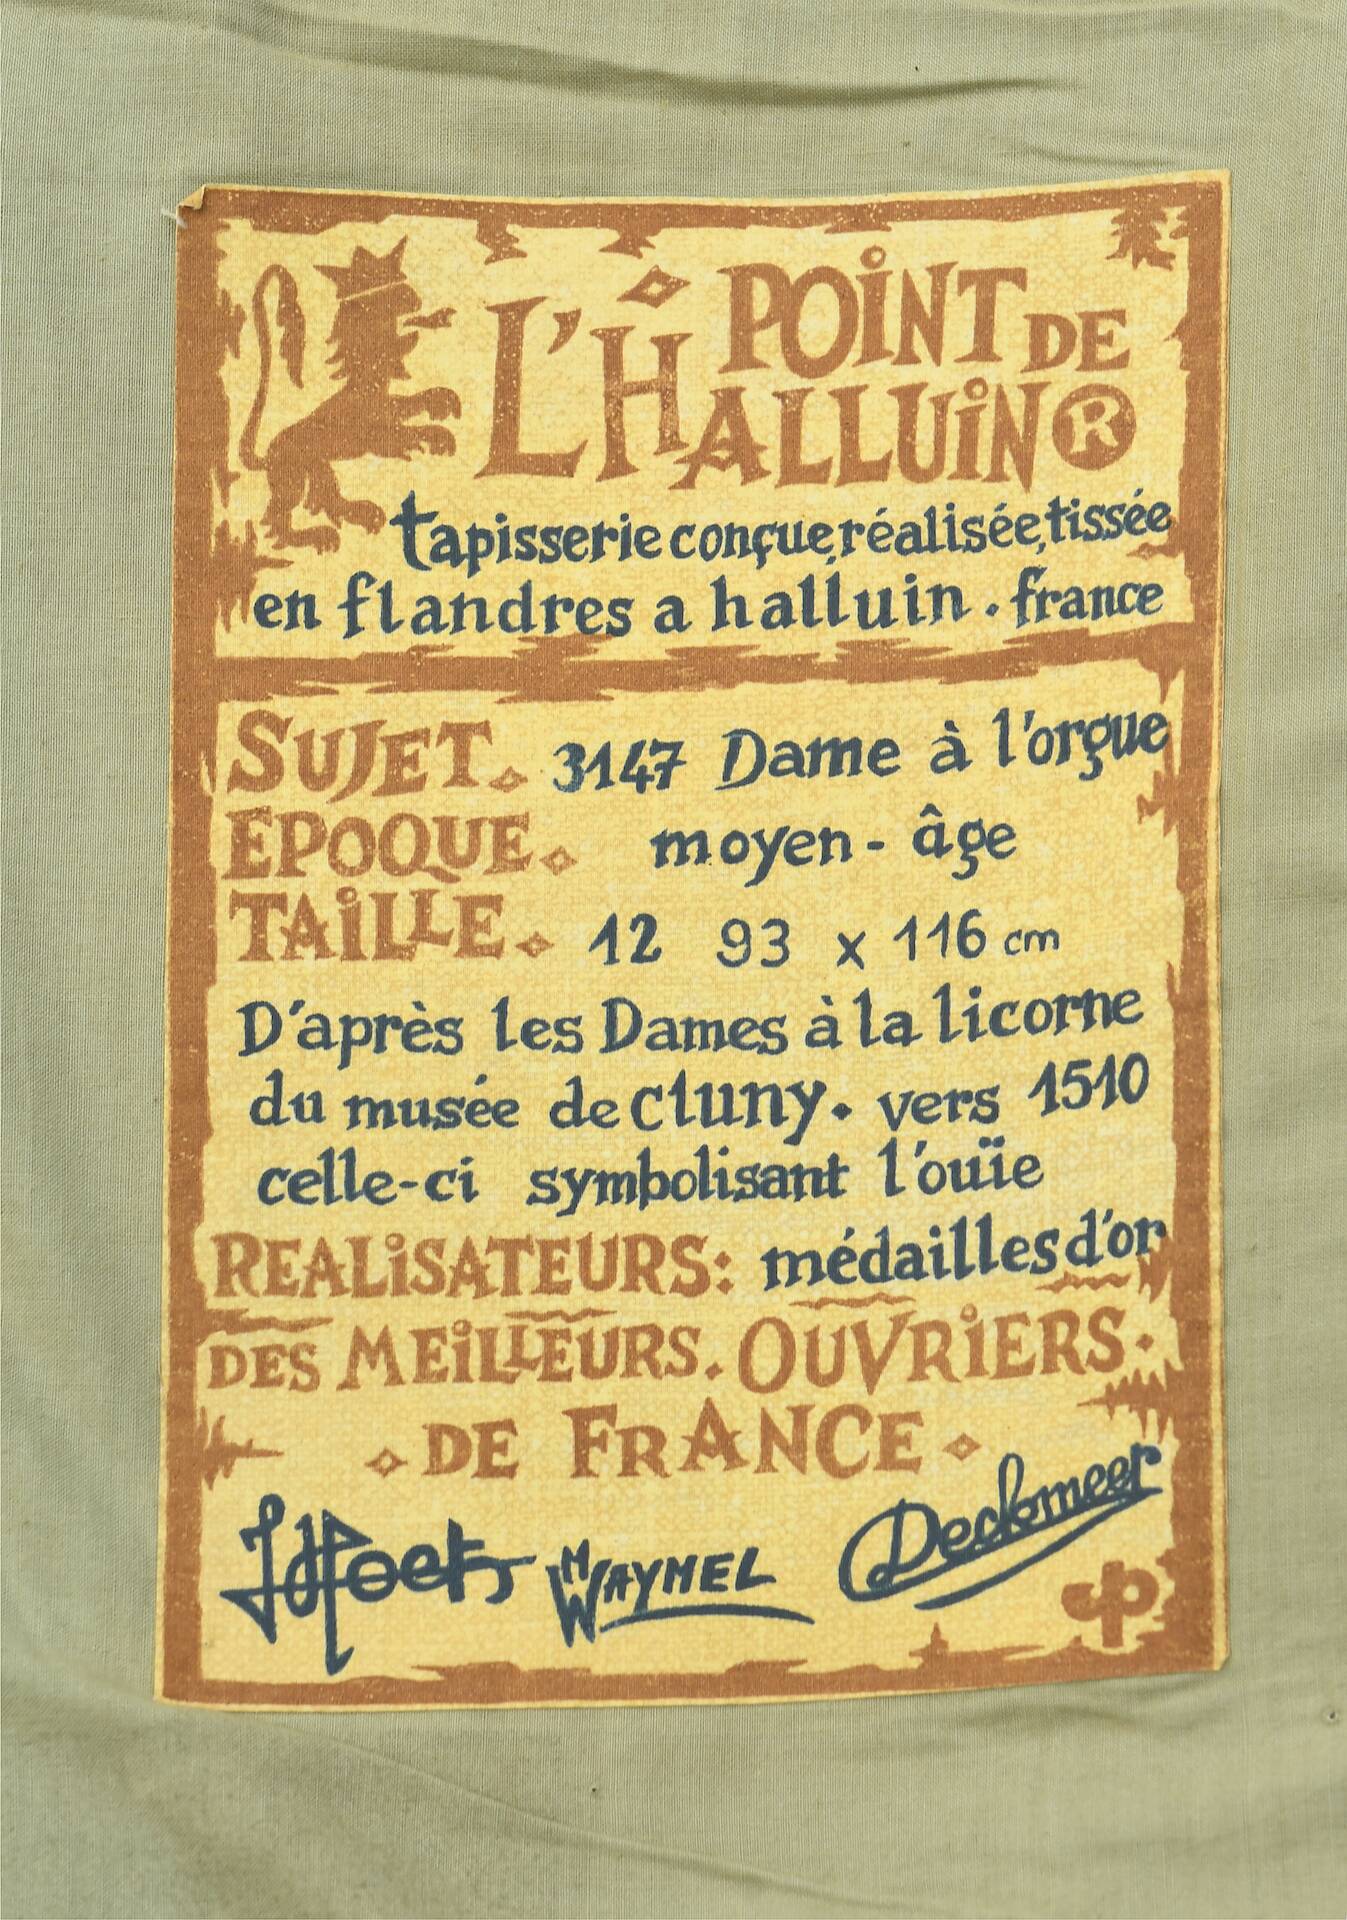 POINT DE
L'HALLUIN ®
tapisserie conçue, réalisée, tissée
en flandres a halluin. france
SUJET. 3147 Dame à l'orgue
EPOQUE. moyen-âge
TAILLE. 12 93 x 116 cm
D'après les Dames à la licorne
du musée de Cluny. vers 1510
celle-ci symbolisant l'ouïe
REALISATEURS: médailles d'or
DES MEILLEURS. OUVRIERS.
DE FRANCE